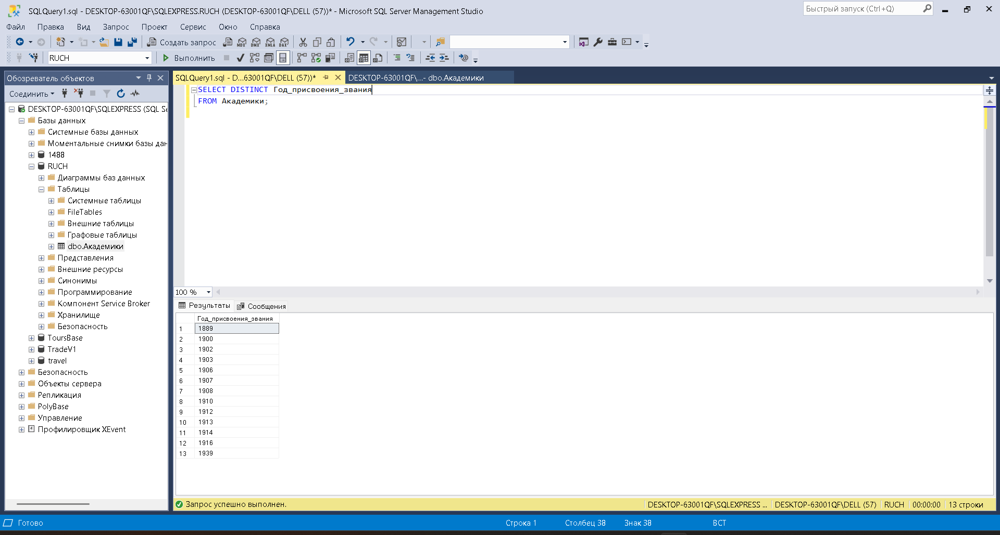 SQLQuery1.sql - DESKTOP-63001QF\SQLEXPRESS.RUCH (DESKTOP-63001QF\DELL (57))* - Microsoft SQL Server Management Studio
Быстрый запуск (Ctrl+Q)
Файл Правка Вид Запрос Проект Сервис Окно Справка
Создать запрос MDX DMX XMLA DAX
RUCH Выполнить
Обозреватель объектов
Соединить
DESKTOP-63001QF\SQLEXPRESS (SQL Se
Базы данных
Системные базы данных
Моментальные снимки базы дан
1488
RUCH
Диаграммы баз данных
Таблицы
Системные таблицы
FileTables
Внешние таблицы
Графовые таблицы
dbo.Академики
Представления
Внешние ресурсы
Синонимы
Программирование
Компонент Service Broker
Хранилище
Безопасность
ToursBase
TradeV1
travel
Безопасность
Объекты сервера
Репликация
PolyBase
Управление
Профилировщик XEvent
SQLQuery1.sql - D...63001QF\DELL (57))* DESKTOP-63001QF\...- dbo.Академики
SELECT DISTINCT Год_присвоения_звания
FROM Академики;
100 %
Результаты Сообщения
Год_присвоения_звания
1 1889
2 1900
3 1902
4 1903
5 1906
6 1907
7 1908
8 1910
9 1912
10 1913
11 1914
12 1916
13 1939
Запрос успешно выполнен. DESKTOP-63001QF\SQLEXPRESS ... DESKTOP-63001QF\DELL (57) RUCH 00:00:00 13 строки
Готово Строка 1 Столбец 38 Знак 38 ВСТ